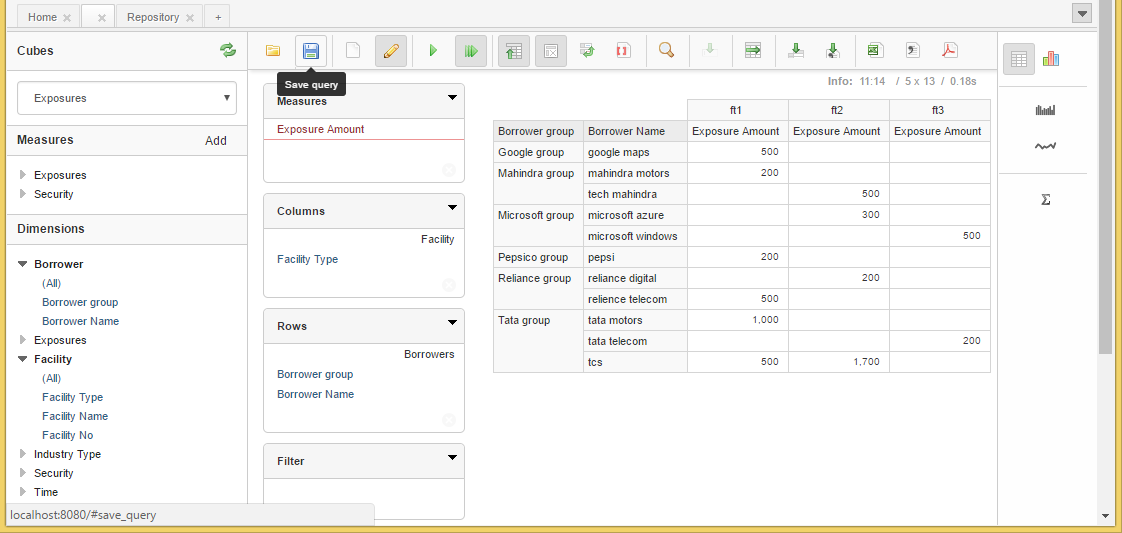 Home
Repository
+
Cubes
Exposures
Measures Add
Exposures
Security
Dimensions
Borrower
(All)
Borrower group
Borrower Name
Exposures
Facility
(All)
Facility Type
Facility Name
Facility No
Industry Type
Security
Time
localhost:8080/#save_query
Save query
Measures
Exposure Amount
Columns
Facility
Facility Type
Rows
Borrowers
Borrower group
Borrower Name
Filter
Info: 11:14 / 5 x 13 / 0.18s
ft1 ft2 ft3
Borrower group Borrower Name Exposure Amount Exposure Amount Exposure Amount
Google group google maps 500
Mahindra group mahindra motors 200
tech mahindra 500
Microsoft group microsoft azure 300
microsoft windows 500
Pepsico group pepsi 200
Reliance group reliance digital 200
relience telecom 500
Tata group tata motors 1,000
tata telecom 200
tcs 500 1,700
Σ